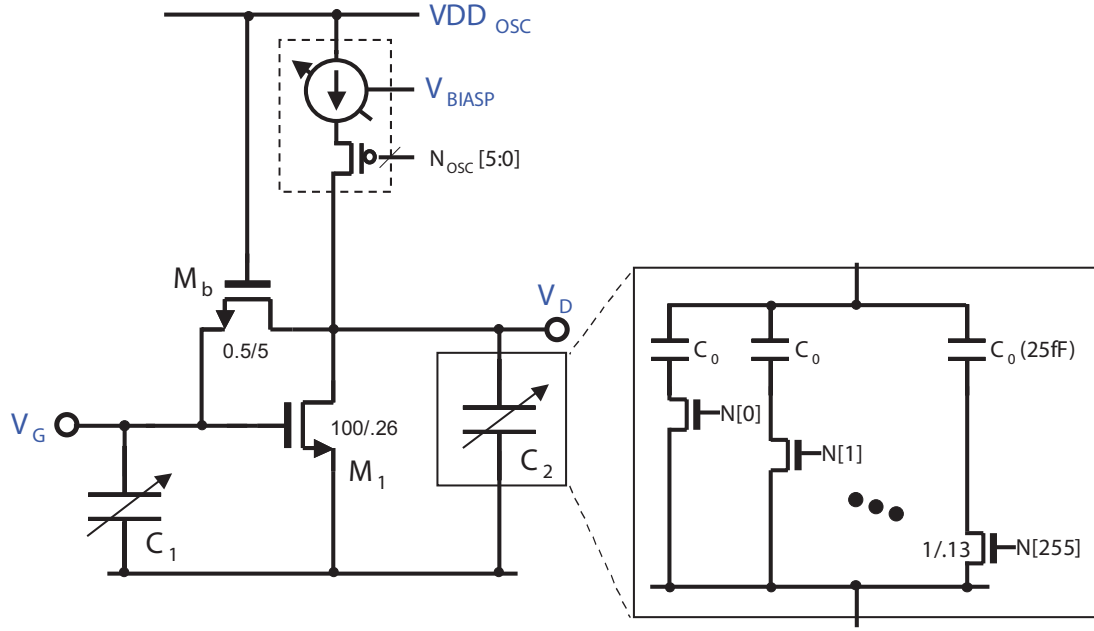 VDD OSC
V BIASP
N OSC [5:0]
M b
0.5/5
V D
V G
100/.26
M 1
C 1
C 2
C 0
C 0
C 0 (25fF)
N[0]
N[1]
1/.13
N[255]